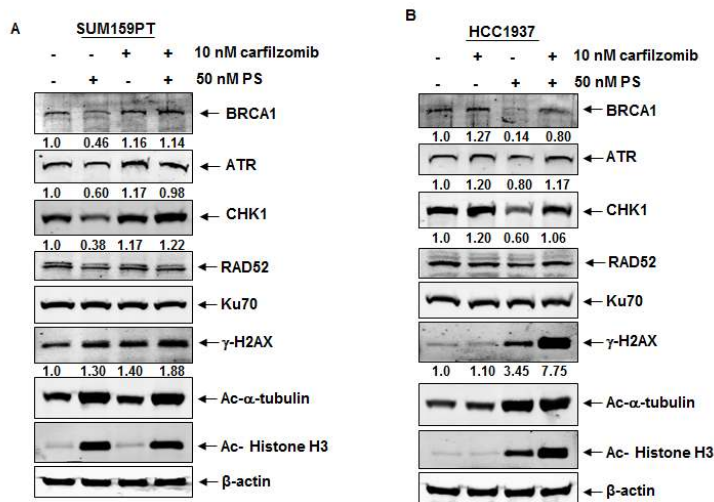 A
SUM159PT
- - + + 10 nM carfilzomib
- + - + 50 nM PS
BRCA1
1.0 0.46 1.16 1.14
ATR
1.0 0.60 1.17 0.98
CHK1
1.0 0.38 1.17 1.22
RAD52
Ku70
γ-H2AX
1.0 1.30 1.40 1.88
Ac-α-tubulin
Ac- Histone H3
β-actin
B
HCC1937
- + - + 10 nM carfilzomib
- - + + 50 nM PS
BRCA1
1.0 1.27 0.14 0.80
ATR
1.0 1.20 0.80 1.17
CHK1
1.0 1.20 0.60 1.06
RAD52
Ku70
γ-H2AX
1.0 1.10 3.45 7.75
Ac-α-tubulin
Ac- Histone H3
β-actin